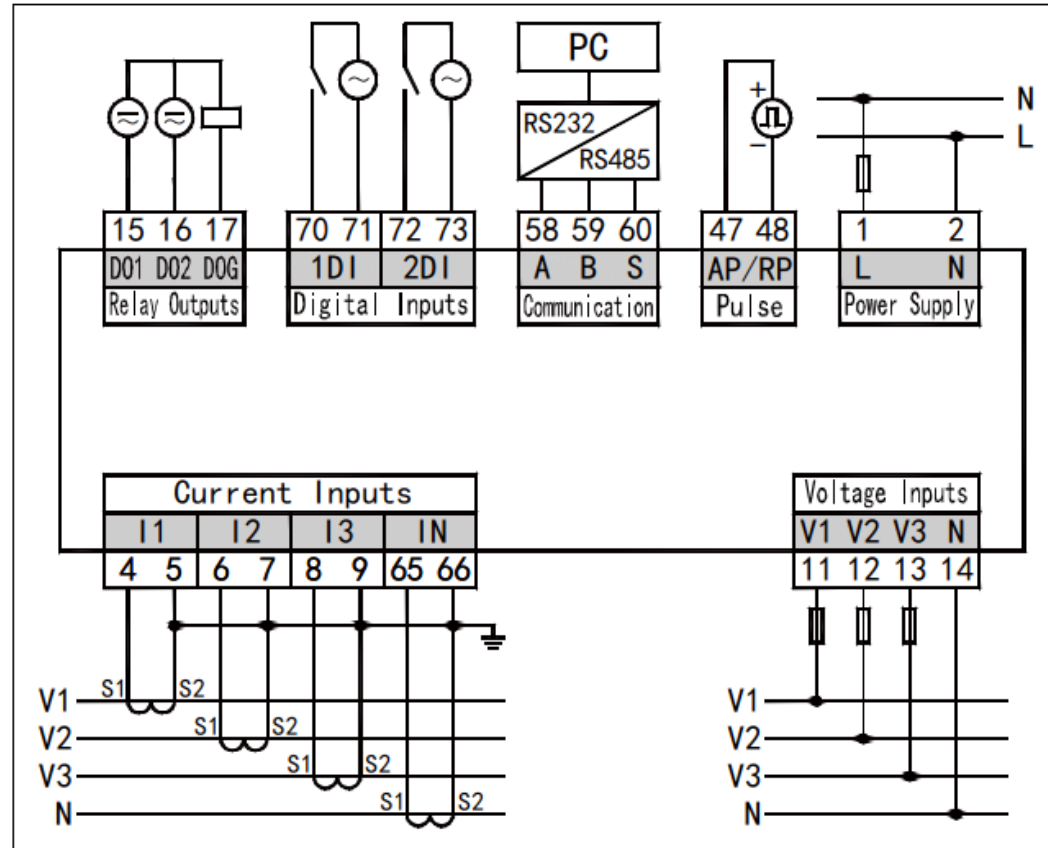 PC
RS232
RS485
+
−
N
L
15 16 17
DO1 DO2 DOG
Relay Outputs
70 71 72 73
1DI 2DI
Digital Inputs
58 59 60
A B S
Communication
47 48
AP/RP
Pulse
1 2
L N
Power Supply
Current Inputs
I1 I2 I3 IN
4 5 6 7 8 9 65 66
Voltage Inputs
V1 V2 V3 N
11 12 13 14
V1 S1 S2
V2 S1 S2
V3 S1 S2
N S1 S2
V1
V2
V3
N